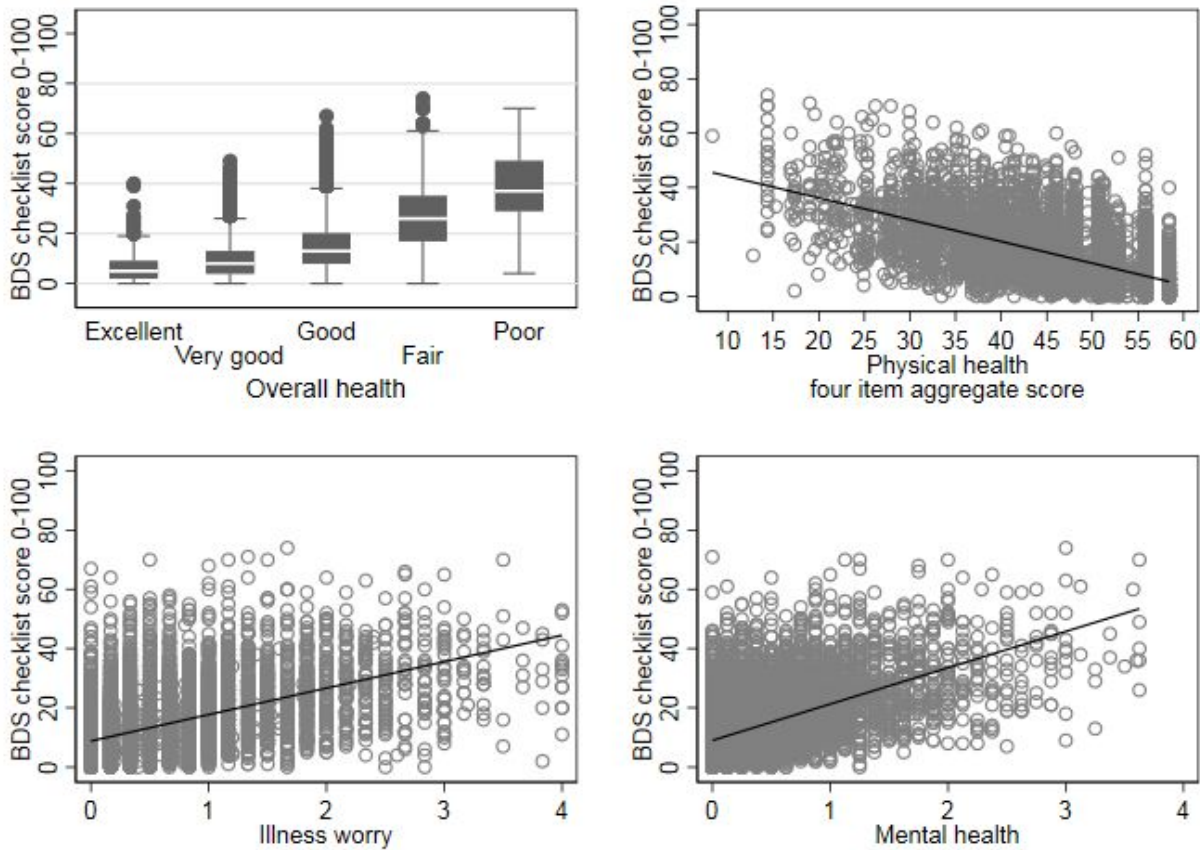 BDS checklist score 0-100
0 20 40 60 80 100
Excellent Good Poor
Very good Fair
Overall health
BDS checklist score 0-100
0 20 40 60 80 100
10 15 20 25 30 35 40 45 50 55 60
Physical health
four item aggregate score
BDS checklist score 0-100
0 20 40 60 80 100
0 1 2 3 4
Illness worry
BDS checklist score 0-100
0 20 40 60 80 100
0 1 2 3 4
Mental health